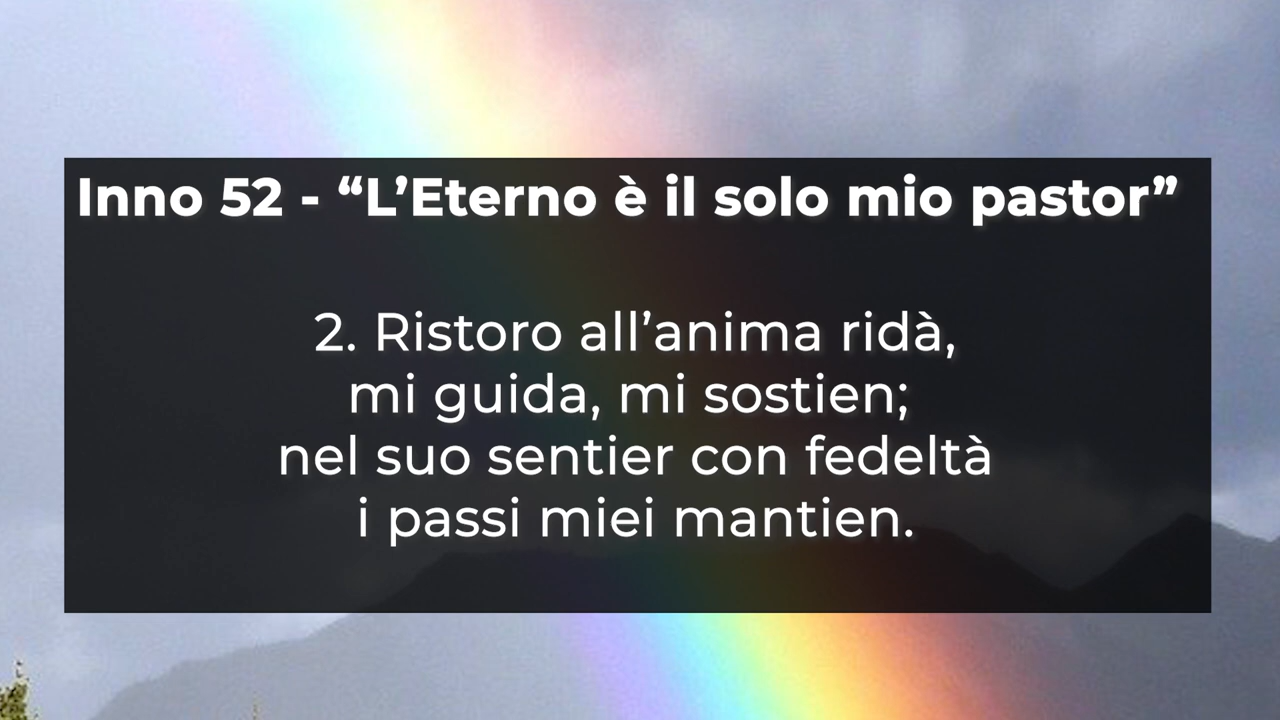 Inno 52 - “L’Eterno è il solo mio pastor”
2. Ristoro all’anima ridà,
mi guida, mi sostien;
nel suo sentier con fedeltà
i passi miei mantien.